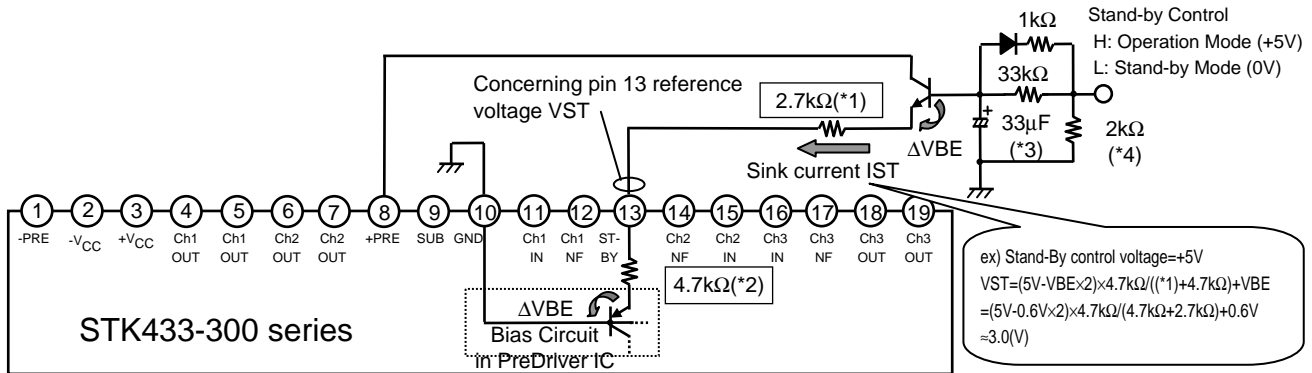 1kΩ
Stand-by Control
H: Operation Mode (+5V)
L: Stand-by Mode (0V)
Concerning pin 13 reference
voltage VST
2.7kΩ(*1)
33kΩ
+
33μF
(*3)
2kΩ
(*4)
ΔVBE
Sink current IST
1 2 3 4 5 6 7 8 9 10 11 12 13 14 15 16 17 18 19
-PRE
-VCC
+VCC
Ch1
OUT
Ch1
OUT
Ch2
OUT
Ch2
OUT
+PRE
SUB
GND
Ch1
IN
Ch1
NF
ST-
BY
Ch2
NF
Ch2
IN
Ch3
IN
Ch3
NF
Ch3
OUT
Ch3
OUT
4.7kΩ(*2)
ΔVBE
Bias Circuit
in PreDriver IC
STK433-300 series
ex) Stand-By control voltage=+5V
VST=(5V-VBE×2)×4.7kΩ/((*1)+4.7kΩ)+VBE
=(5V-0.6V×2)×4.7kΩ/(4.7kΩ+2.7kΩ)+0.6V
≈3.0(V)